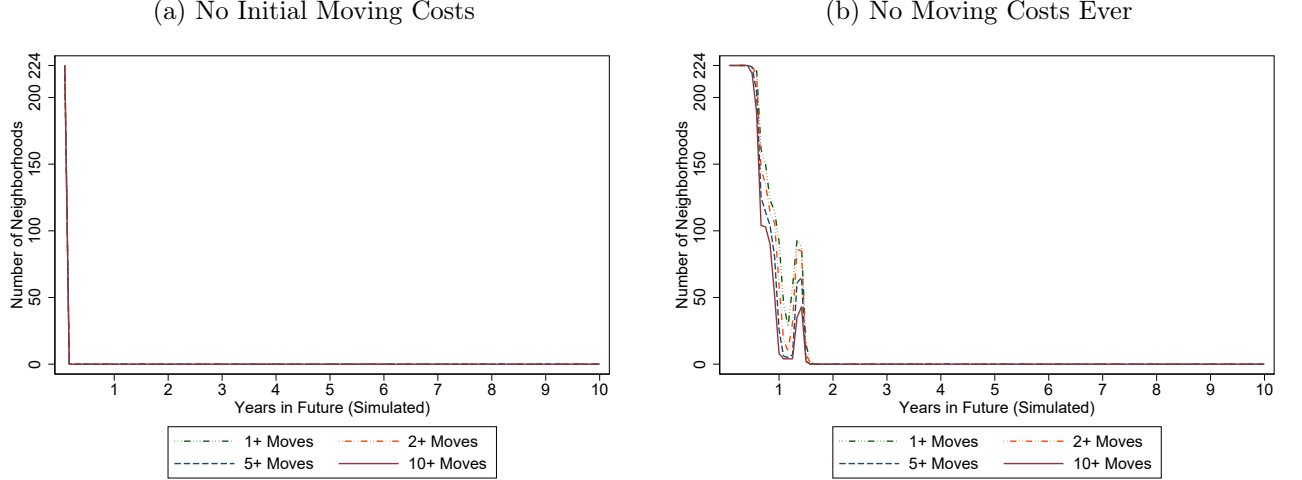 (a) No Initial Moving Costs
Number of Neighborhoods
0 50 100 150 200 224
1 2 3 4 5 6 7 8 9 10
Years in Future (Simulated)
1+ Moves 2+ Moves
5+ Moves 10+ Moves
(b) No Moving Costs Ever
Number of Neighborhoods
0 50 100 150 200 224
1 2 3 4 5 6 7 8 9 10
Years in Future (Simulated)
1+ Moves 2+ Moves
5+ Moves 10+ Moves